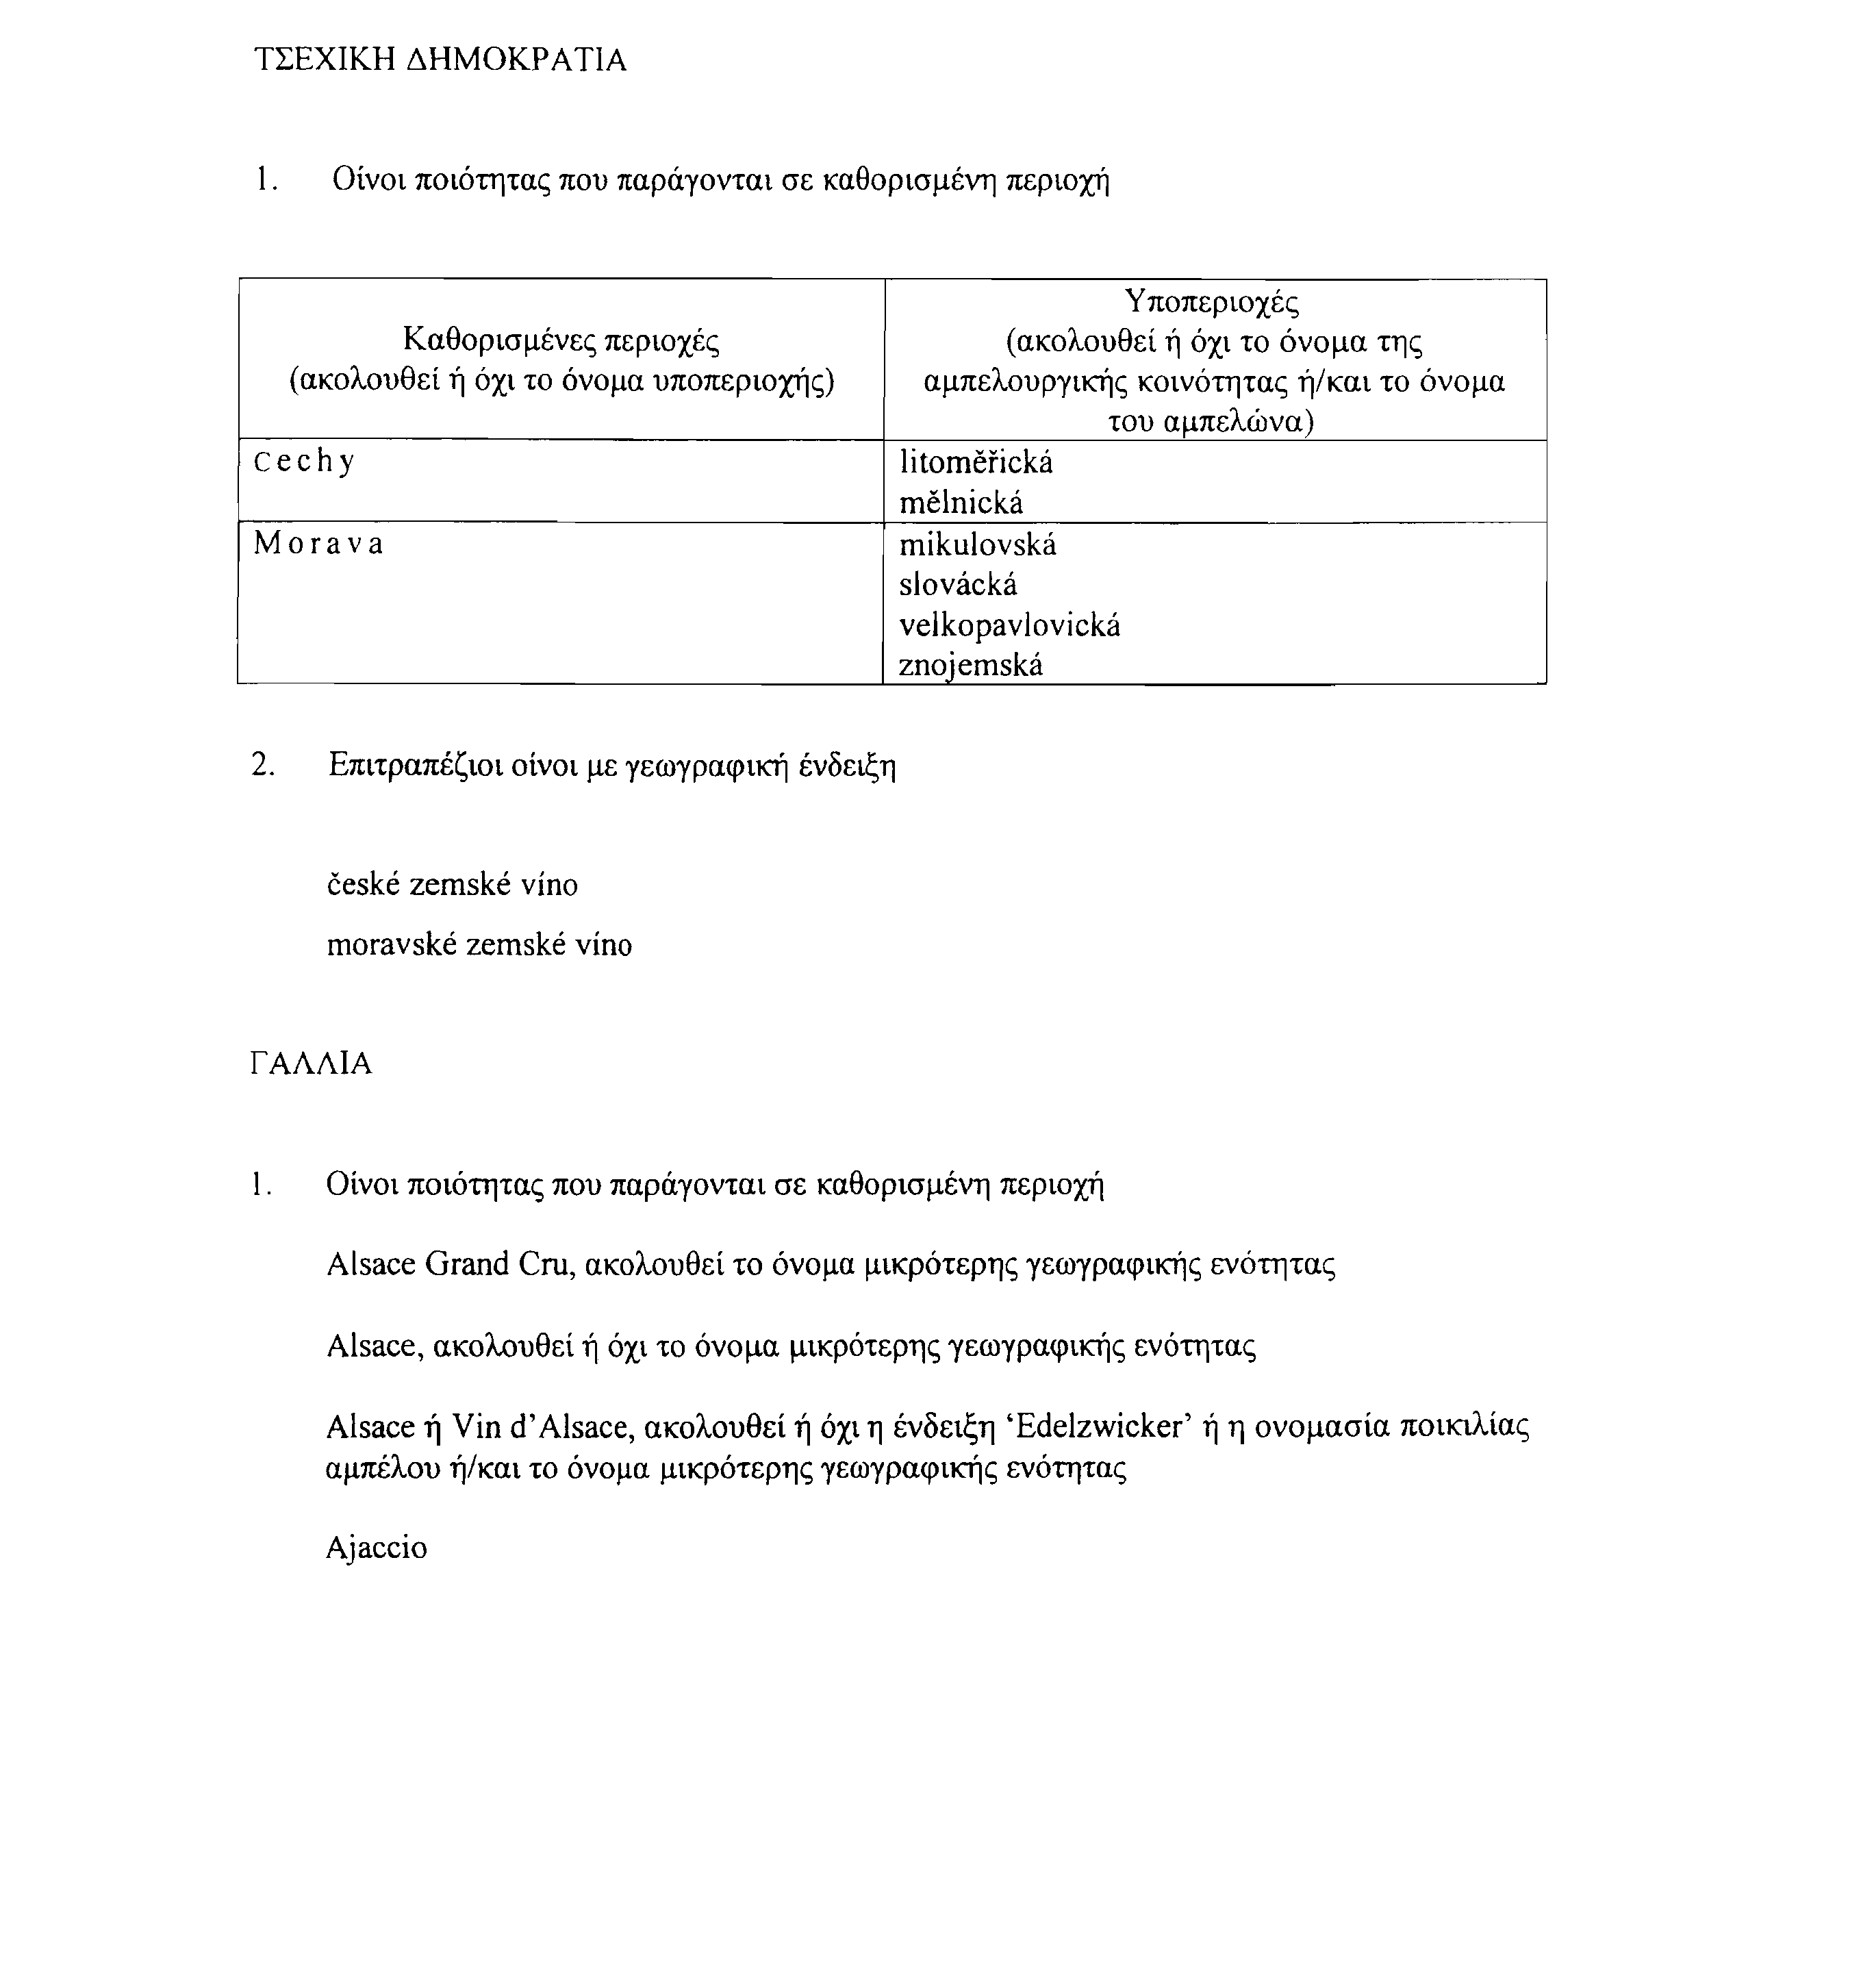 ΤΣΕΧΙΚΗ ΔΗΜΟΚΡΑΤΙΑ
1. Οίνοι ποιότητας που παράγονται σε καθορισμένη περιοχή
Καθορισμένες περιοχές
(ακολουθεί ή όχι το όνομα υποπεριοχής)
Υποπεριοχές
(ακολουθεί ή όχι το όνομα της
αμπελουργικής κοινότητας ή/και το όνομα
του αμπελώνα)
Cechy
litoměřická
mělnická
Morava
mikulovská
slovácká
velkopavlovická
znojemská
2. Επιτραπέζιοι οίνοι με γεωγραφική ένδειξη
české zemské víno
moravské zemské víno
ΓΑΛΛΙΑ
1. Οίνοι ποιότητας που παράγονται σε καθορισμένη περιοχή
Alsace Grand Cru, ακολουθεί το όνομα μικρότερης γεωγραφικής ενότητας
Alsace, ακολουθεί ή όχι το όνομα μικρότερης γεωγραφικής ενότητας
Alsace ή Vin d’Alsace, ακολουθεί ή όχι η ένδειξη ‘Edelzwicker’ ή η ονομασία ποικιλίας
αμπέλου ή/και το όνομα μικρότερης γεωγραφικής ενότητας
Ajaccio